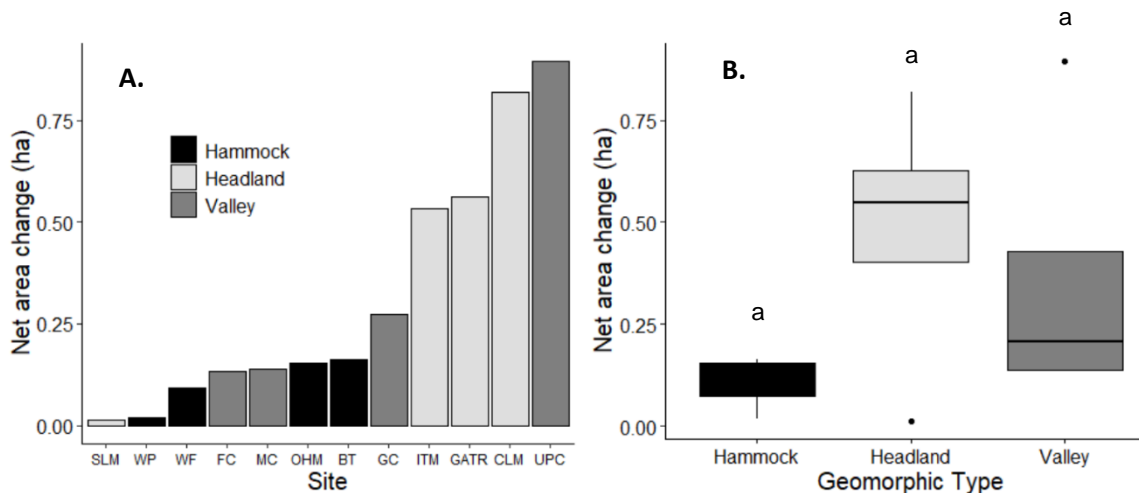 A.
Net area change (ha)
0.75
0.50
0.25
0.00
Hammock
Headland
Valley
SLM WP WF FC MC OHM BT GC ITM GATR CLM UPC
Site
B.
Net area change (ha)
0.75
0.50
0.25
0.00
a
a
a
Hammock Headland Valley
Geomorphic Type